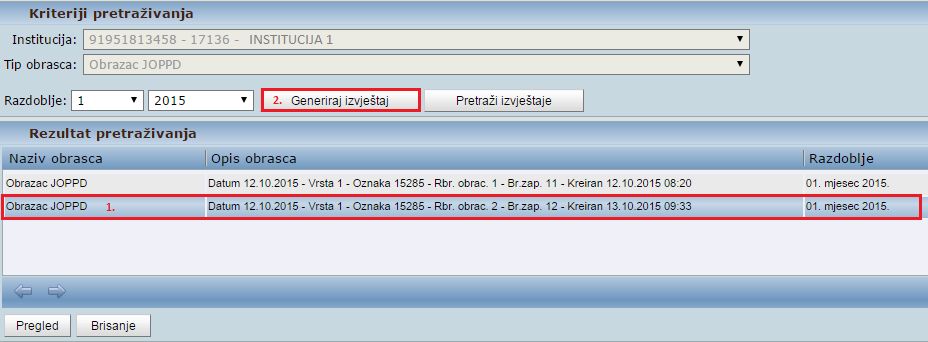 Kriteriji pretraživanja
Institucija: 91951813458 - 17136 - INSTITUCIJA 1
Tip obrasca: Obrazac JOPPD
Razdoblje: 1 2015 2. Generiraj izvještaj Pretraži izvještaje
Rezultat pretraživanja
Naziv obrasca Opis obrasca Razdoblje
Obrazac JOPPD Datum 12.10.2015 - Vrsta 1 - Oznaka 15285 - Rbr. obrac. 1 - Br.zap. 11 - Kreiran 12.10.2015 08:20 01. mjesec 2015.
Obrazac JOPPD 1. Datum 12.10.2015 - Vrsta 1 - Oznaka 15285 - Rbr. obrac. 2 - Br.zap. 12 - Kreiran 13.10.2015 09:33 01. mjesec 2015.
Pregled Brisanje